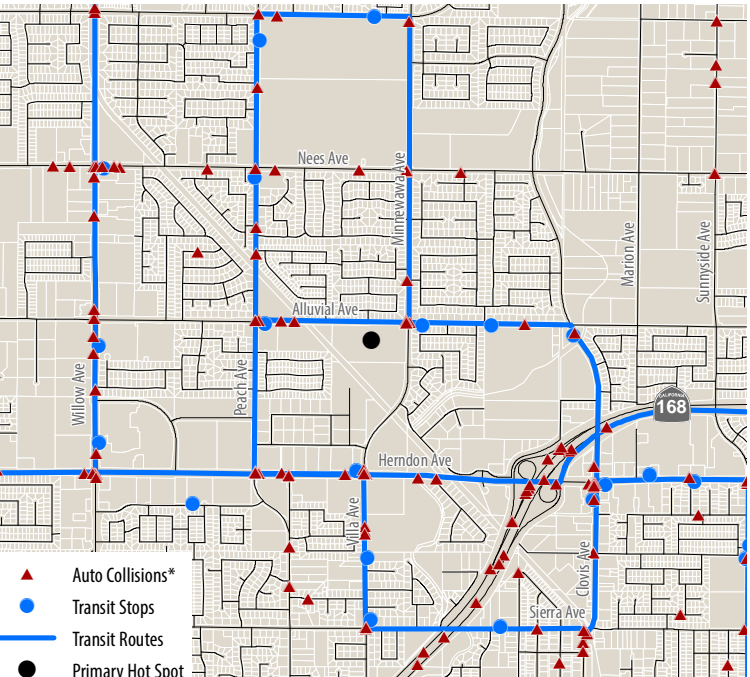 Nees Ave
Minnewawa Ave
Marion Ave
Sunnyside Ave
Alluvial Ave
Willow Ave
Peach Ave
CALIFORNIA
168
Herndon Ave
Villa Ave
Clovis Ave
Sierra Ave
Auto Collisions*
Transit Stops
Transit Routes
Primary Hot Spot